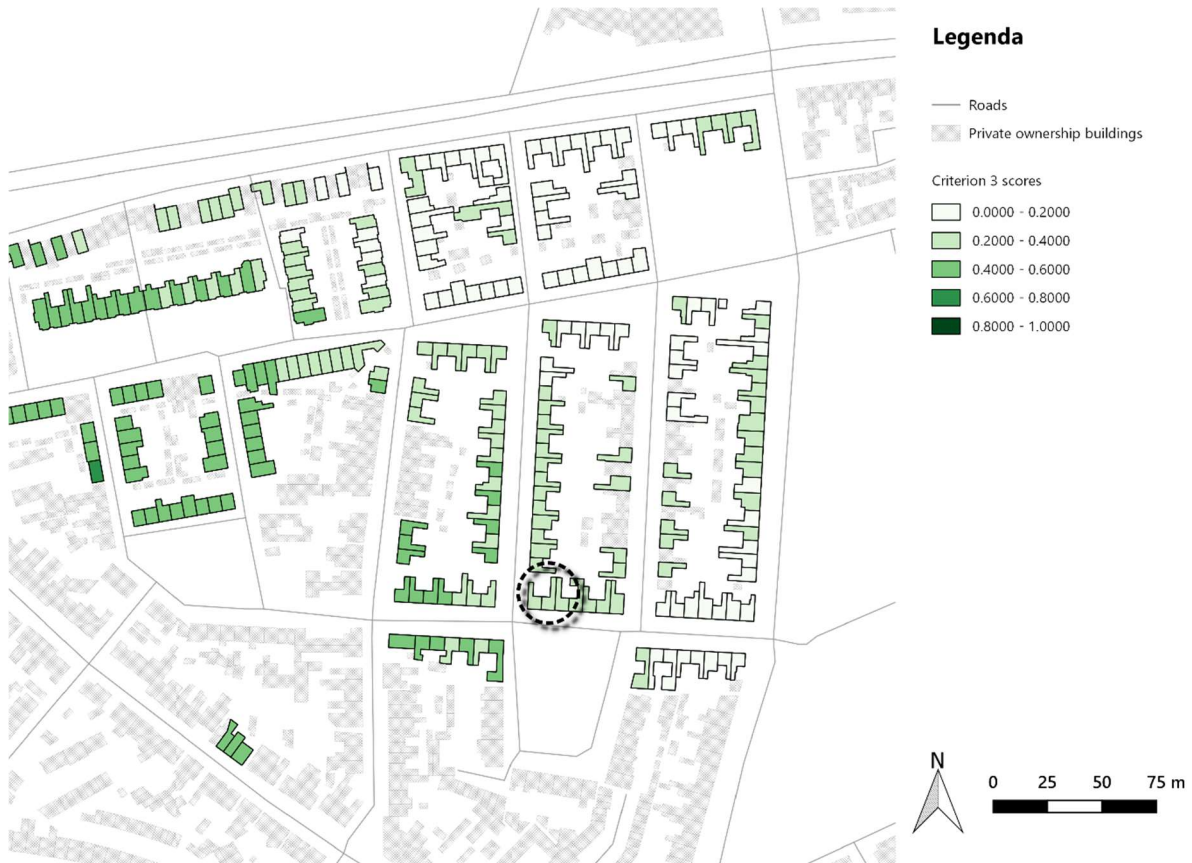 Legenda
Roads
Private ownership buildings
Criterion 3 scores
0.0000 - 0.2000
0.2000 - 0.4000
0.4000 - 0.6000
0.6000 - 0.8000
0.8000 - 1.0000
N
0 25 50 75 m